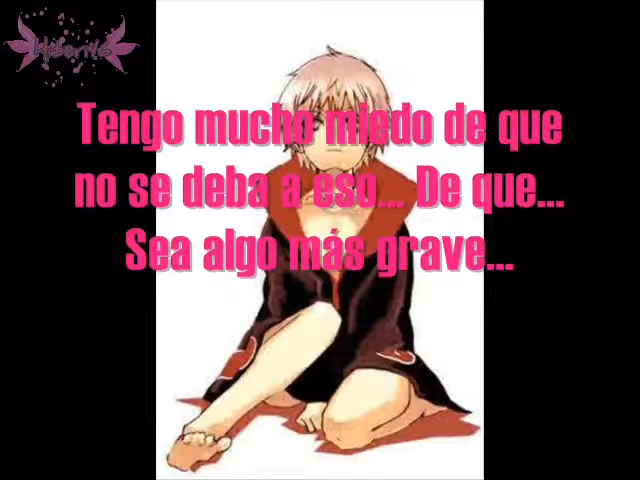 Tengo mucho miedo de que
no se deba a eso... De que...
Sea algo más grave...